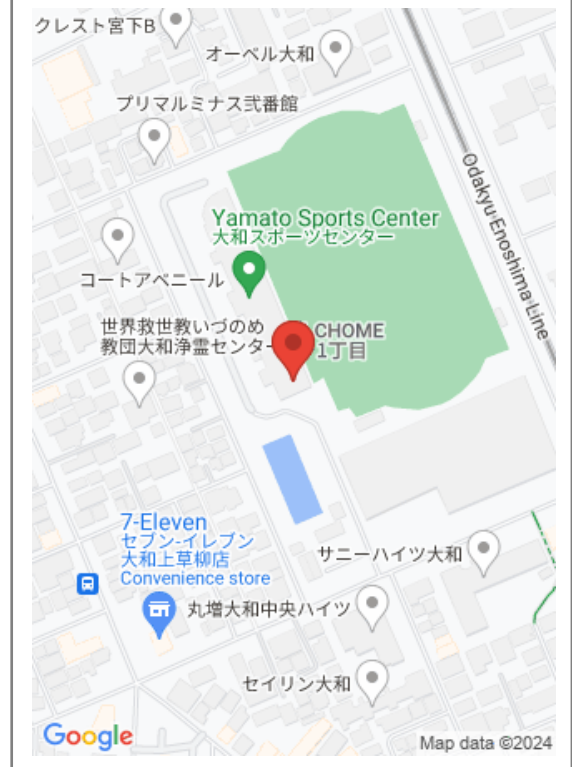 クレスト宮下B
オーベル大和
プリマルミナス弐番館
Odakyu Enoshima Line
Yamato Sports Center
大和スポーツセンター
コートアベニール
世界救世教いづのめ
教団大和浄霊センター
CHOME
1丁目
7-Eleven
セブン-イレブン
大和上草柳店
Convenience store
サニーハイツ大和
丸増大和中央ハイツ
セイリン大和
Google
Map data ©2024